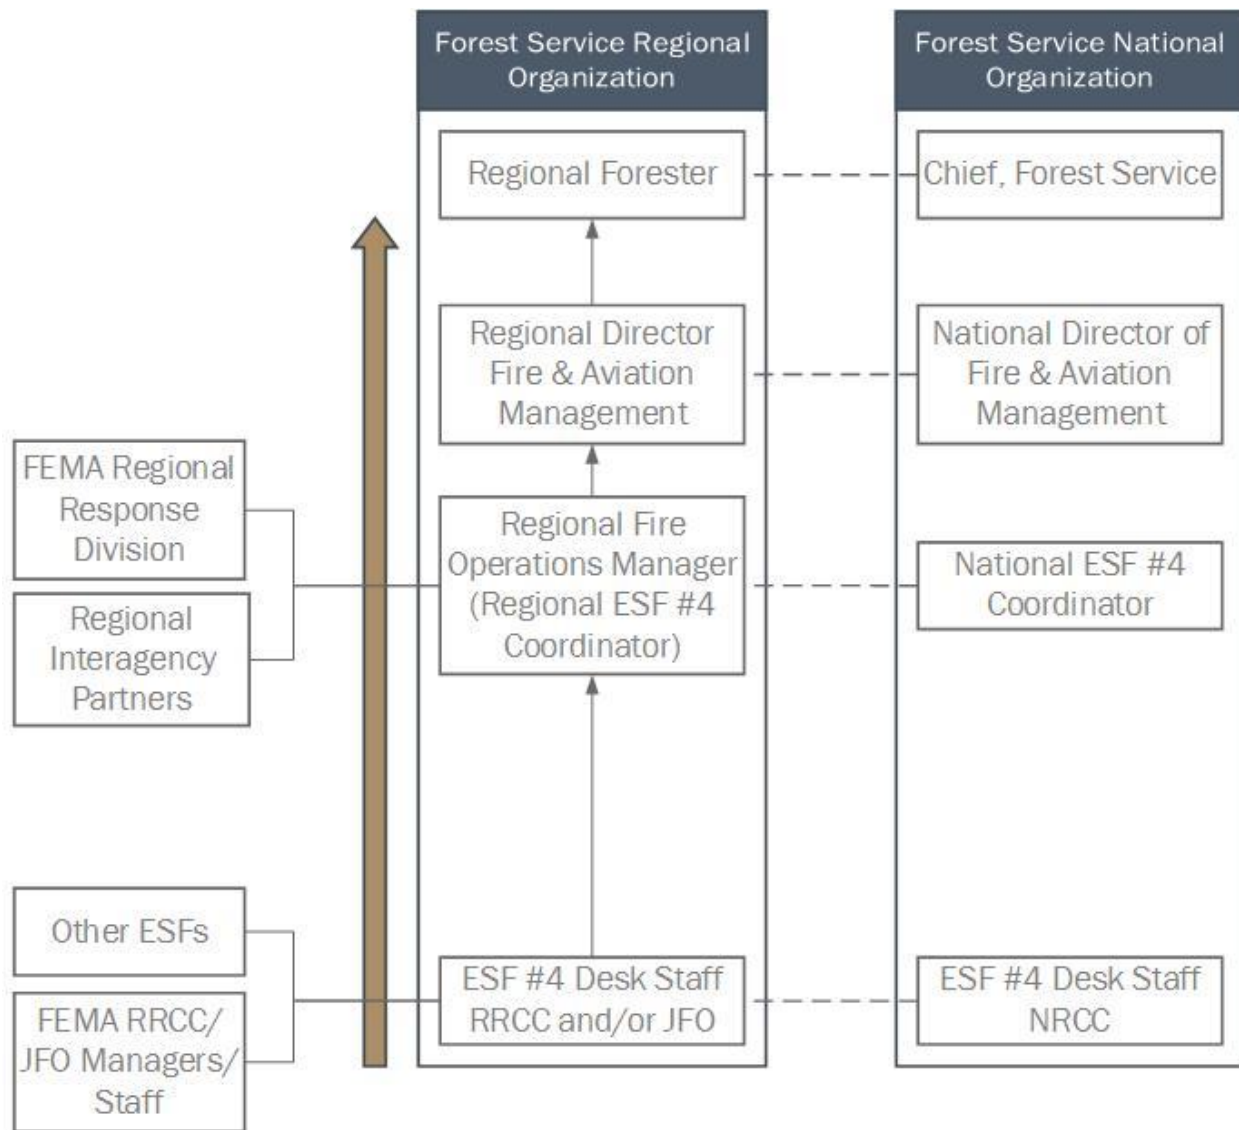 Forest Service Regional
Organization
Forest Service National
Organization
Regional Forester
Chief, Forest Service
Regional Director
Fire & Aviation
Management
National Director of
Fire & Aviation
Management
FEMA Regional
Response
Division
Regional Fire
Operations Manager
(Regional ESF #4
Coordinator)
National ESF #4
Coordinator
Regional
Interagency
Partners
Other ESFs
ESF #4 Desk Staff
RRCC and/or JFO
ESF #4 Desk Staff
NRCC
FEMA RRCC/
JFO Managers/
Staff